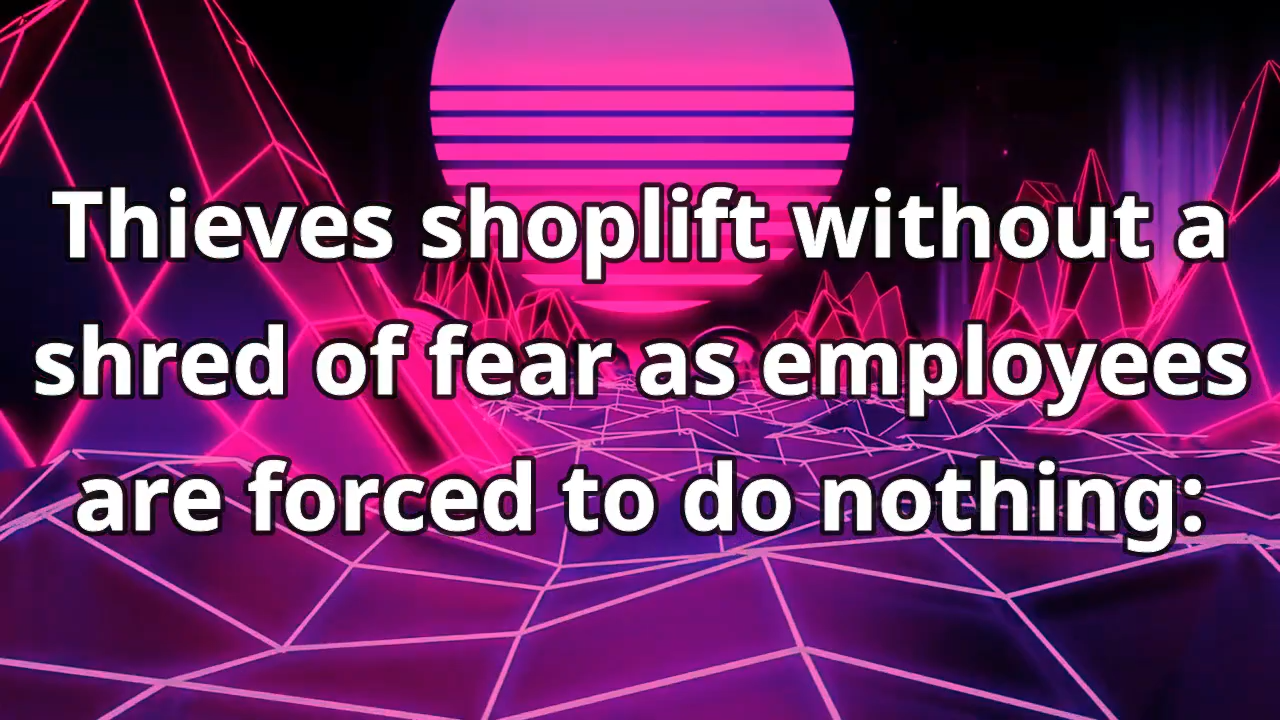 Thieves shoplift without a
shred of fear as employees
are forced to do nothing: